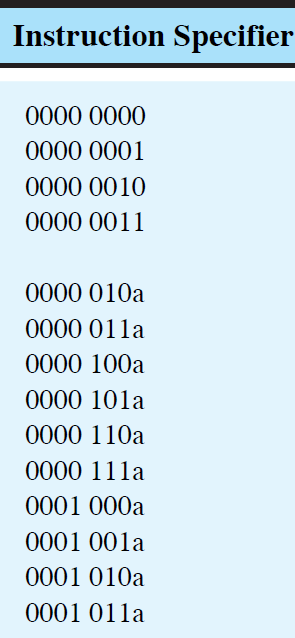 Instruction Specifier
0000 0000
0000 0001
0000 0010
0000 0011
0000 010a
0000 011a
0000 100a
0000 101a
0000 110a
0000 111a
0001 000a
0001 001a
0001 010a
0001 011a